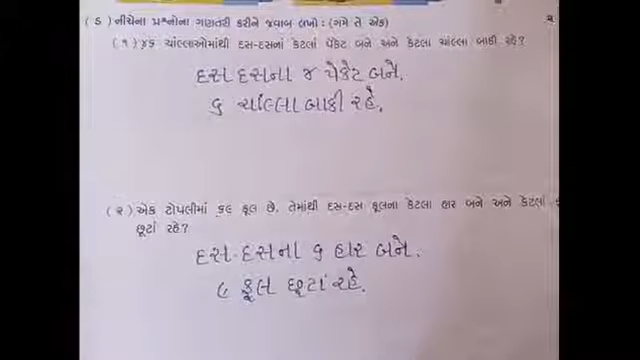 ( ડ ) નીચેના પ્રશ્નોના ગણતરી કરીને જવાબ લખો : (ગમે તે એક) ૨
( ૧ ) ૪૬ ચાંલ્લાઓમાંથી દસ-દસનાં કેટલાં પેકેટ બને અને કેટલા ચાંલ્લા બાકી રહે?
દસ દસના ૪ પેકેટ બને.
૬ ચાંલ્લા બાકી રહે.
( ૨ ) એક ટોપલીમાં ૬૯ ફૂલ છે. તેમાંથી દસ-દસ ફૂલના કેટલા હાર બને અને કેટલાં
છૂટાં રહે?
દસ-દસના ૬ હાર બને.
૯ ફૂલ છૂટાં રહે.